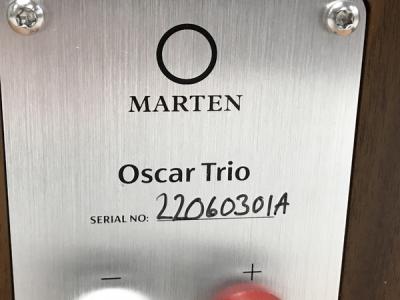 MARTEN
Oscar Trio
SERIAL NO: 22060301A
− +